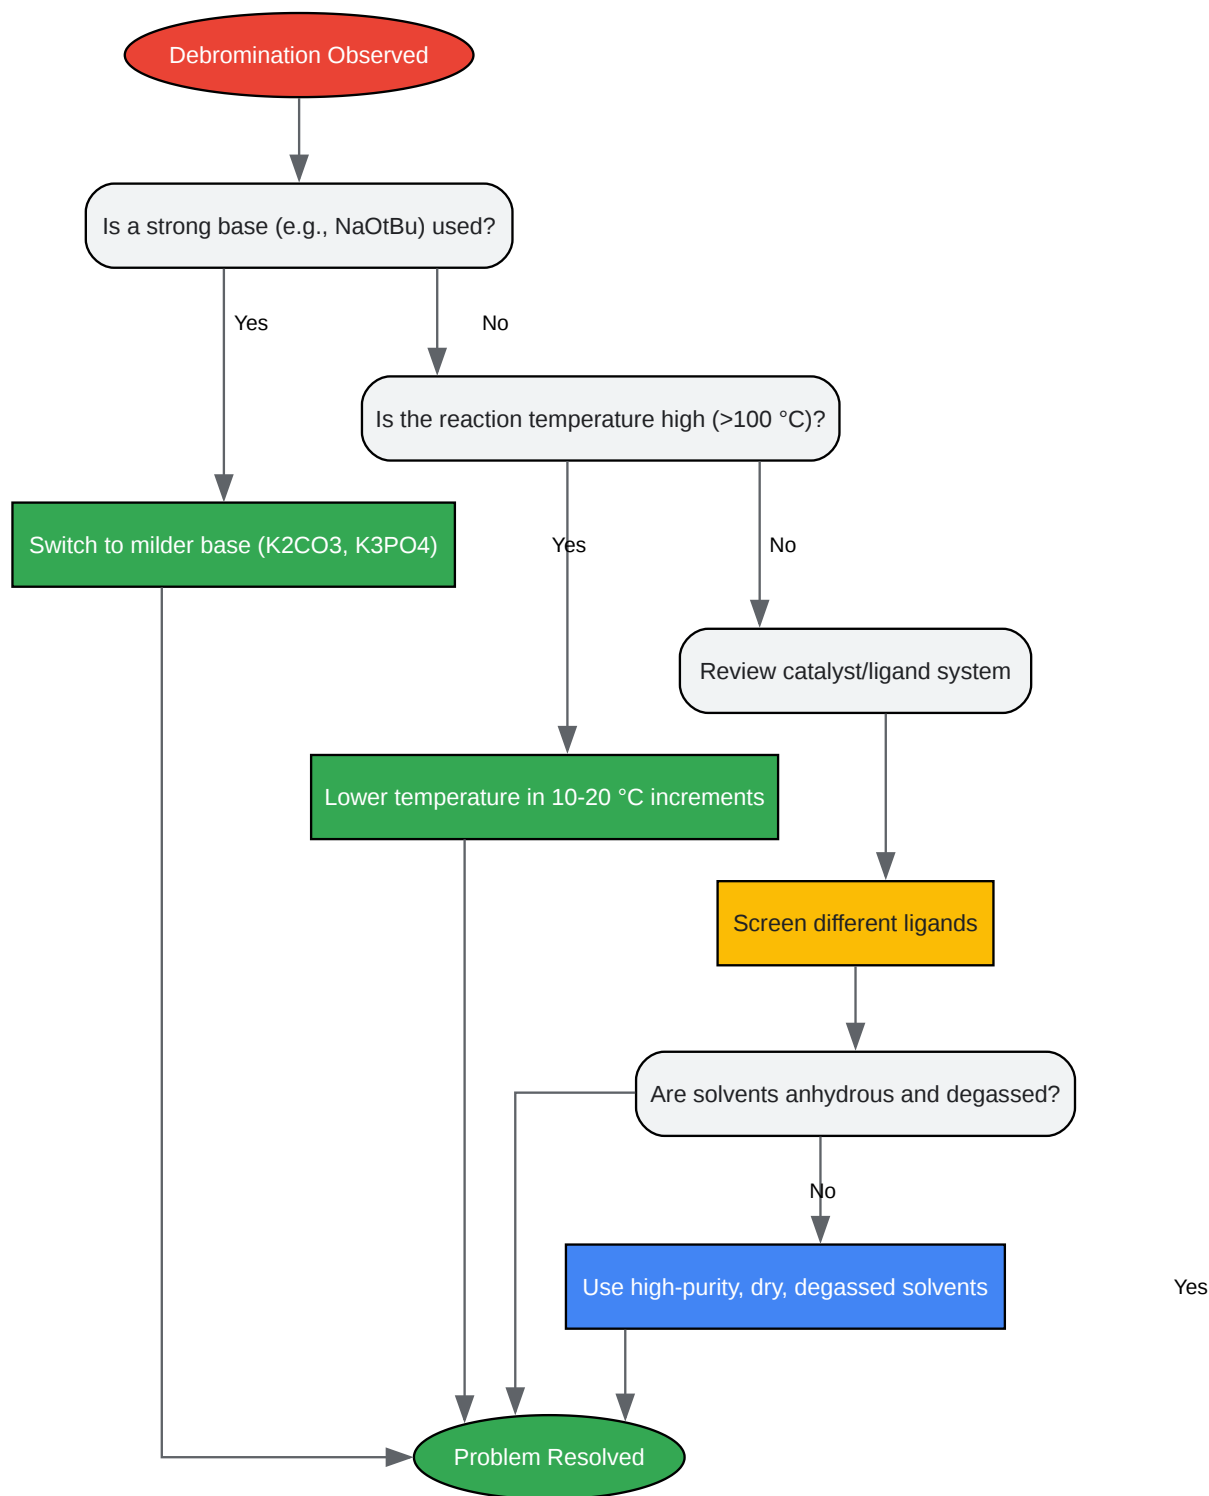 Debromination Observed
Is a strong base (e.g., NaOtBu) used?
Yes
No
Is the reaction temperature high (>100 °C)?
Switch to milder base (K2CO3, K3PO4)
Yes
No
Review catalyst/ligand system
Lower temperature in 10-20 °C increments
Screen different ligands
Are solvents anhydrous and degassed?
No
Use high-purity, dry, degassed solvents
Yes
Problem Resolved